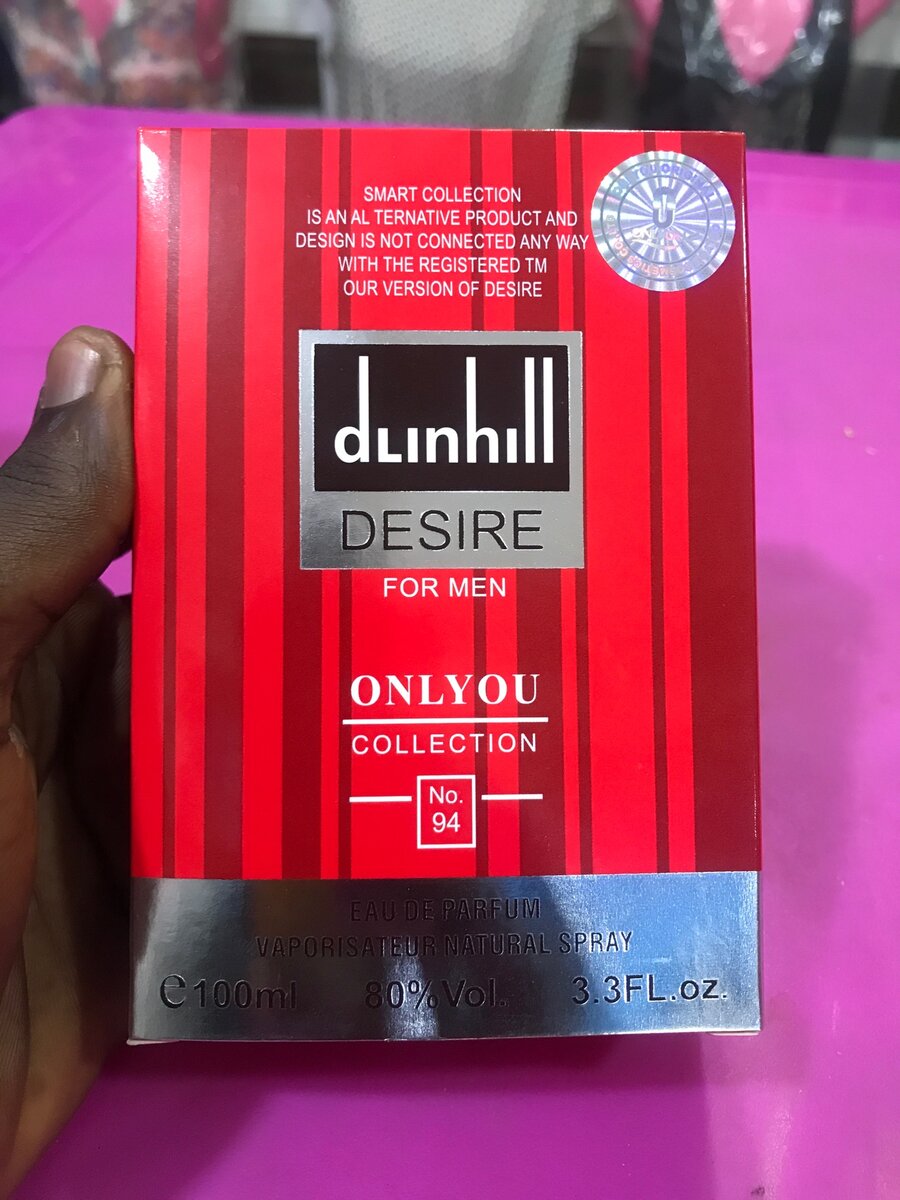 SMART COLLECTION
IS AN AL TERNATIVE PRODUCT AND
DESIGN IS NOT CONNECTED ANY WAY
WITH THE REGISTERED TM
OUR VERSION OF DESIRE
dunhill
DESIRE
FOR MEN
ONLYOU
COLLECTION
No.
94
EAU DE PARFUM
VAPORISATEUR NATURAL SPRAY
e100ml 80%Vol. 3.3FL.oz.